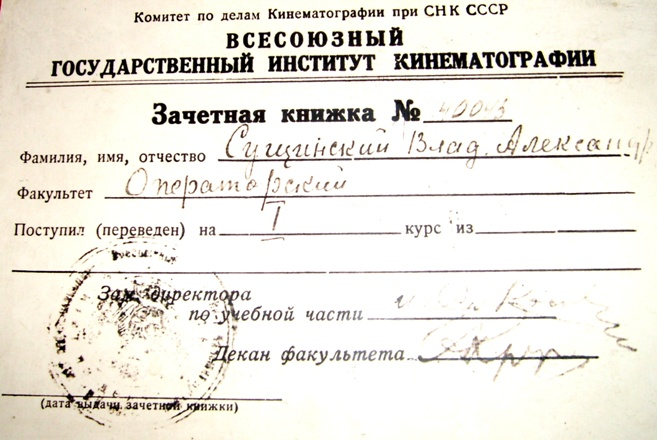 Комитет по делам Кинематографии при СНК СССР
ВСЕСОЮЗНЫЙ
ГОСУДАРСТВЕННЫЙ ИНСТИТУТ КИНЕМАТОГРАФИИ
Зачетная книжка № 40043
Фамилия, имя, отчество Сущинский Влад. Александр
Факультет Операторский
Поступил (переведен) на I курс из
Зам. директора
по учебной части
Декан факультета
(дата выдачи зачетной книжки)